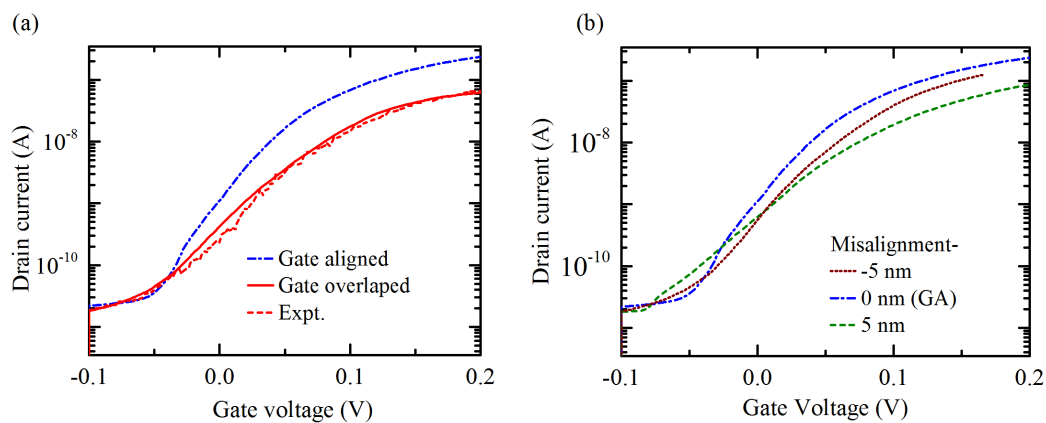 (a)
Drain current (A)
10^-8
10^-10
-0.1
0.0
0.1
0.2
Gate voltage (V)
Gate aligned
Gate overlaped
Expt.
(b)
Drain current (A)
10^-8
10^-10
-0.1
0
0.1
0.2
Gate Voltage (V)
Misalignment-
-5 nm
0 nm (GA)
5 nm